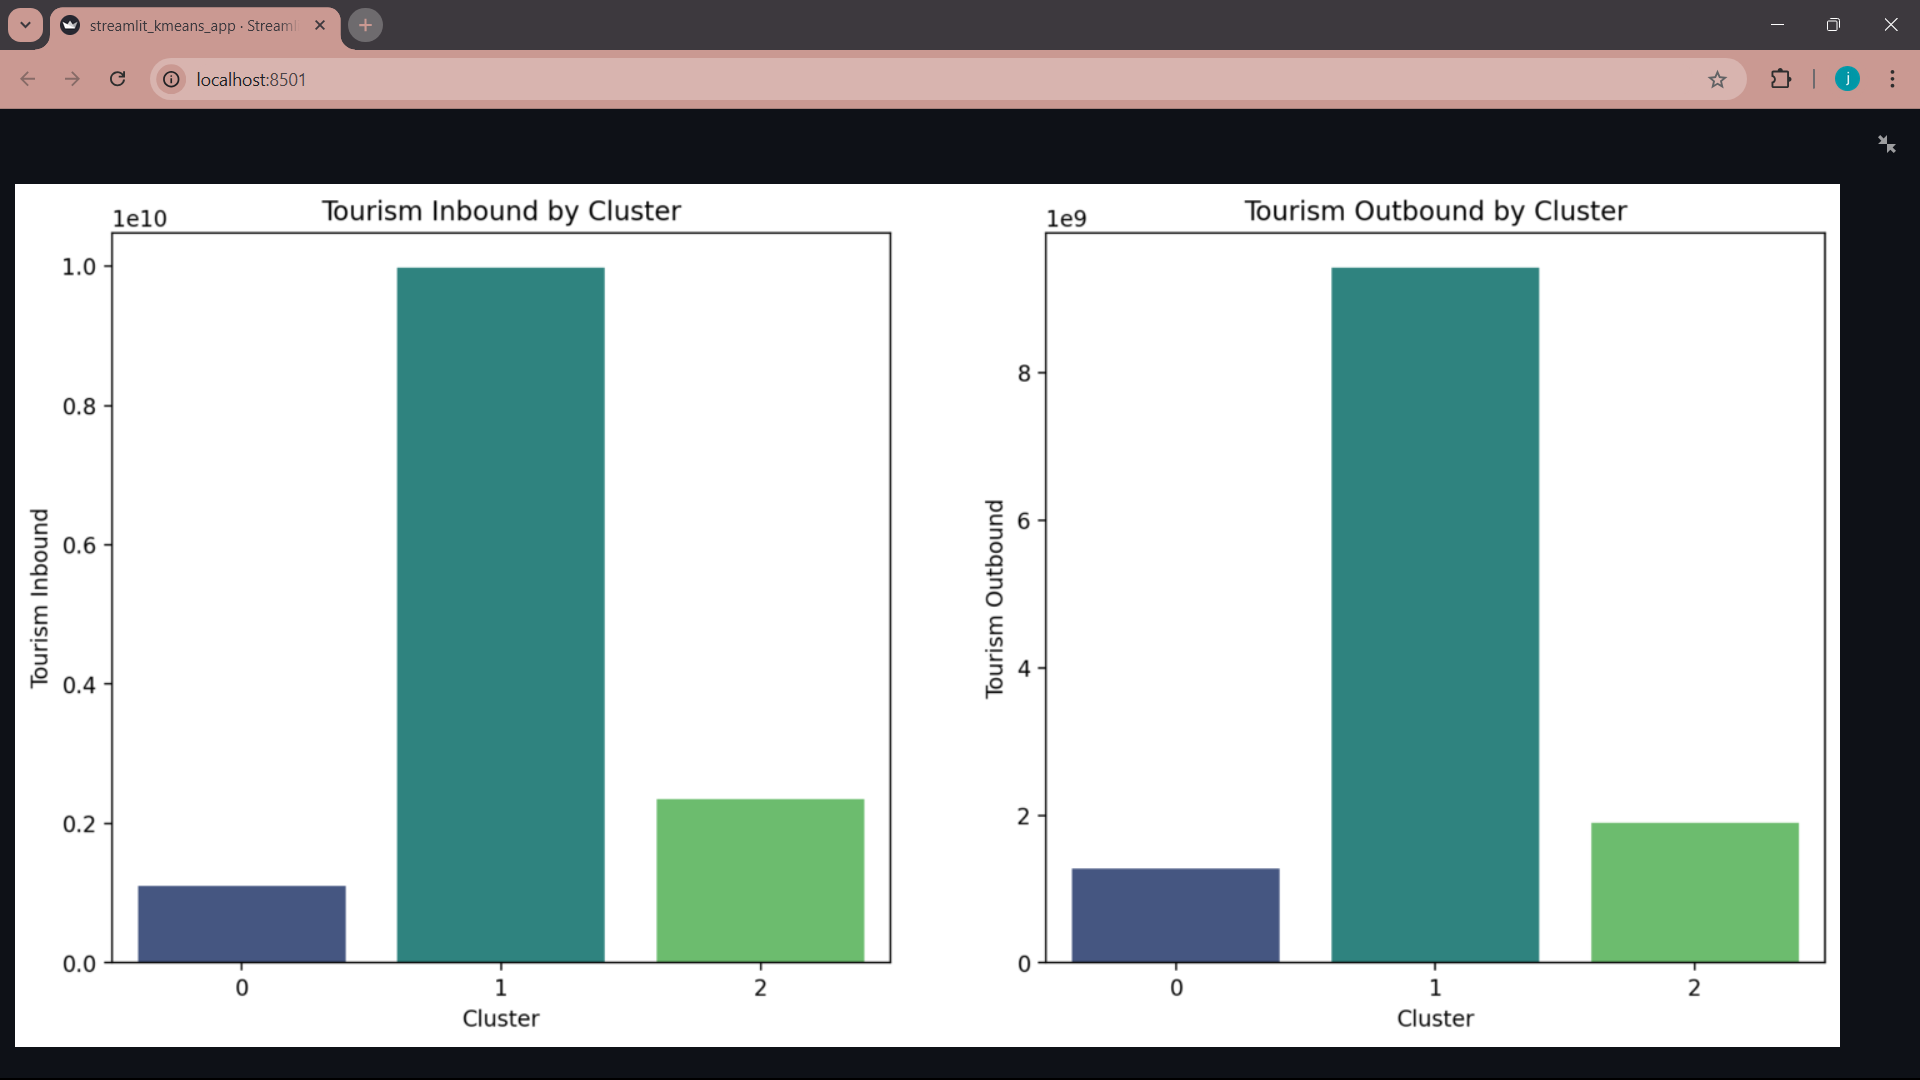 streamlit_kmeans_app · Streaml
localhost:8501
j
Tourism Inbound by Cluster
1e10
1.0
0.8
0.6
0.4
0.2
0.0
Tourism Inbound
0 1 2
Cluster
Tourism Outbound by Cluster
1e9
8
6
4
2
0
Tourism Outbound
0 1 2
Cluster